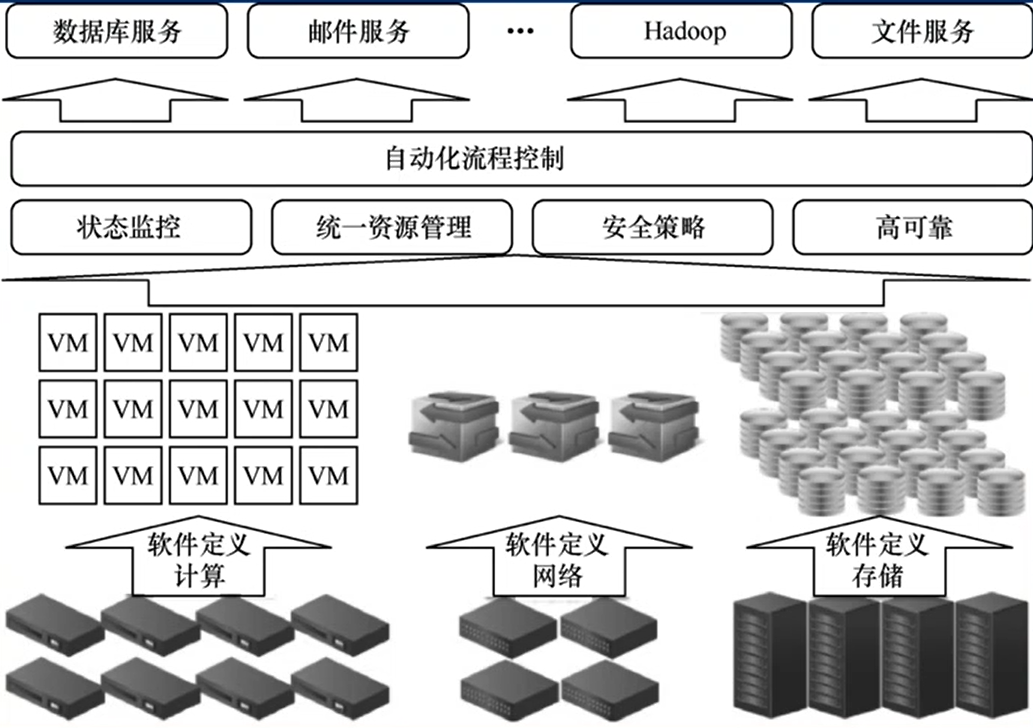 数据库服务
邮件服务
...
Hadoop
文件服务
自动化流程控制
状态监控
统一资源管理
安全策略
高可靠
VM VM VM VM VM
VM VM VM VM VM
VM VM VM VM VM
软件定义
计算
软件定义
网络
软件定义
存储